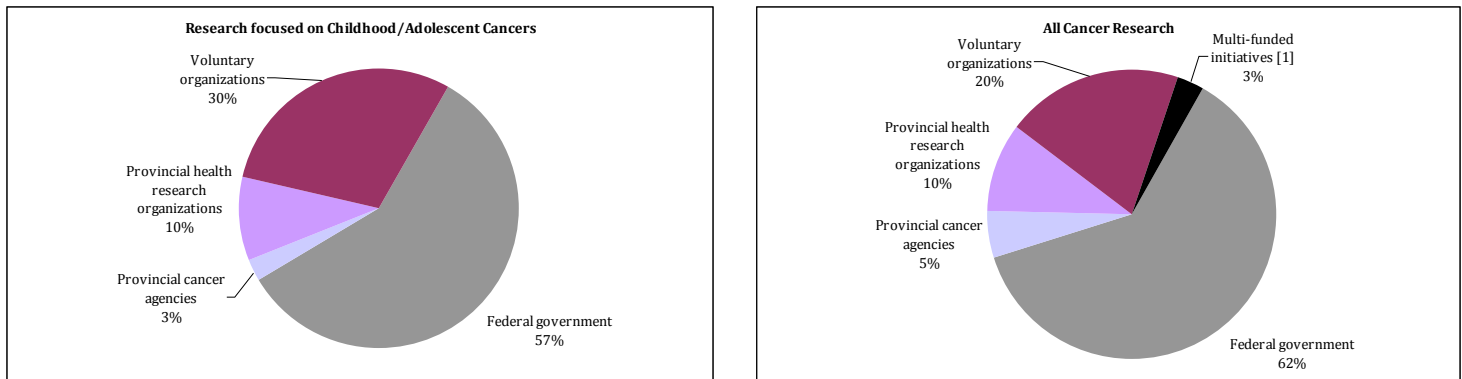 Research focused on Childhood/Adolescent Cancers
Voluntary
organizations
30%
Provincial health
research
organizations
10%
Provincial cancer
agencies
3%
Federal government
57%
All Cancer Research
Multi-funded
initiatives [1]
3%
Voluntary
organizations
20%
Provincial health
research
organizations
10%
Provincial cancer
agencies
5%
Federal government
62%